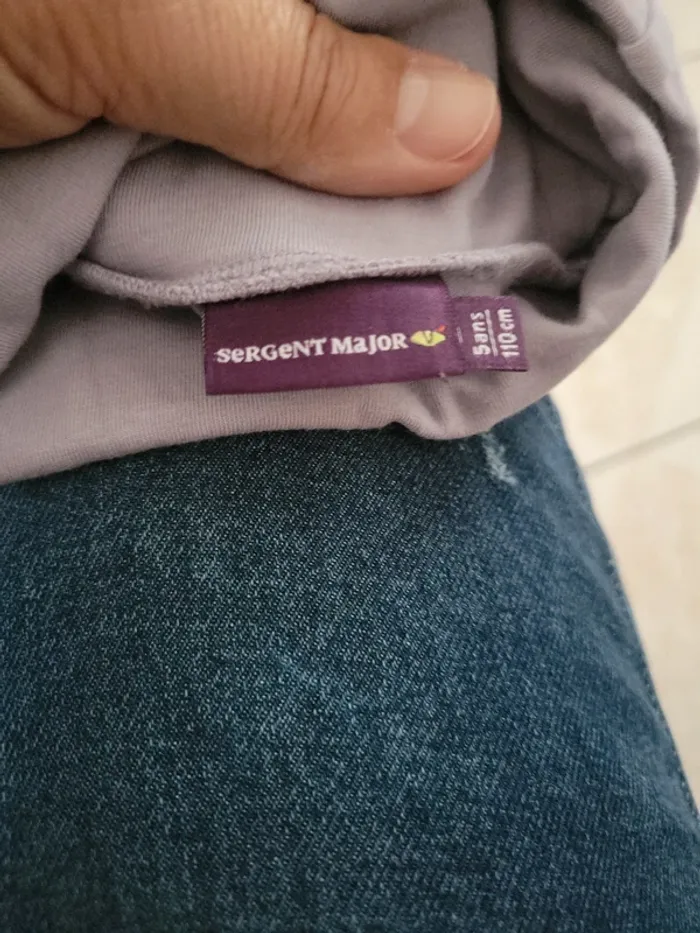 SeRGeNT MaJOR
5ans
110cm